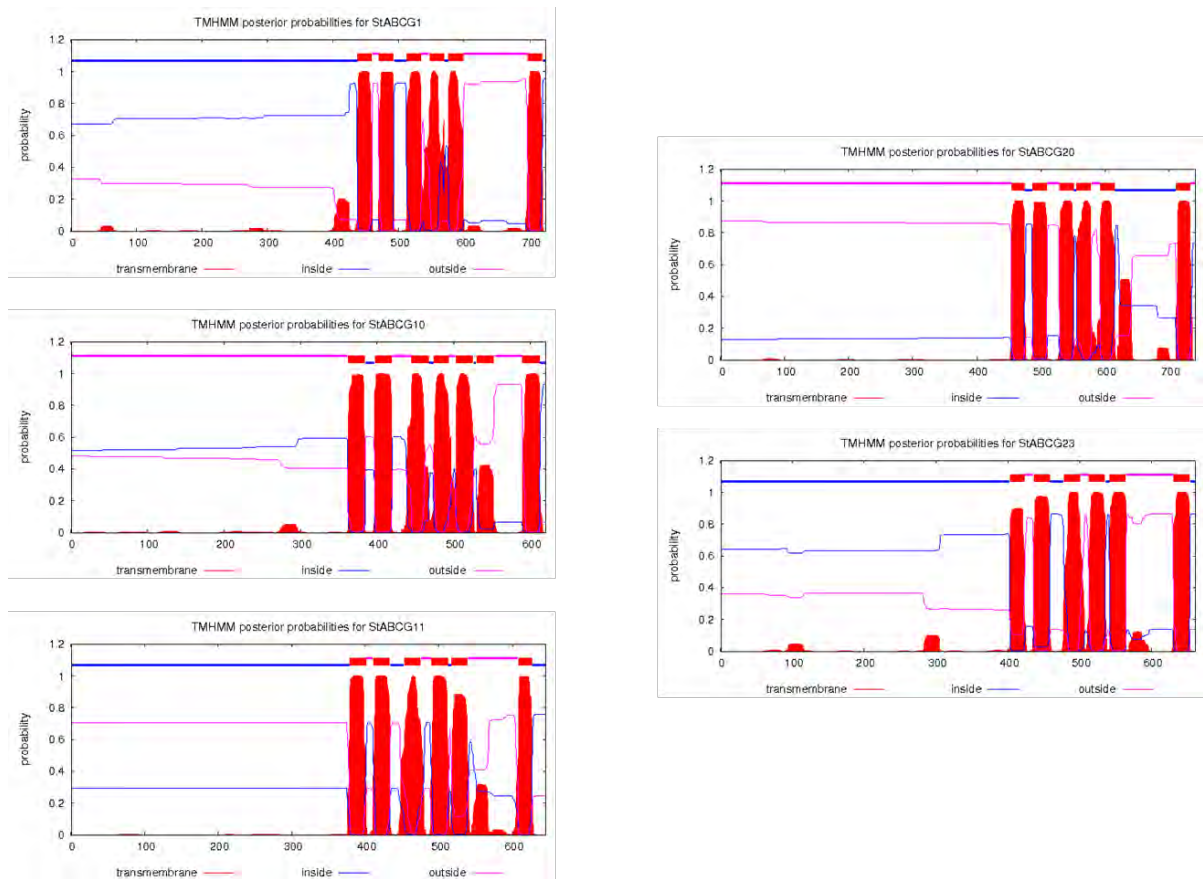 TMHMM posterior probabilities for StABCG1
1.2
1
0.8
0.6
0.4
0.2
0
probability
0 100 200 300 400 500 600 700
transmembrane inside outside
TMHMM posterior probabilities for StABCG10
1.2
1
0.8
0.6
0.4
0.2
0
probability
0 100 200 300 400 500 600
transmembrane inside outside
TMHMM posterior probabilities for StABCG11
1.2
1
0.8
0.6
0.4
0.2
0
probability
0 100 200 300 400 500 600
transmembrane inside outside
TMHMM posterior probabilities for StABCG20
1.2
1
0.8
0.6
0.4
0.2
0
probability
0 100 200 300 400 500 600 700
transmembrane inside outside
TMHMM posterior probabilities for StABCG23
1.2
1
0.8
0.6
0.4
0.2
0
probability
0 100 200 300 400 500 600
transmembrane inside outside